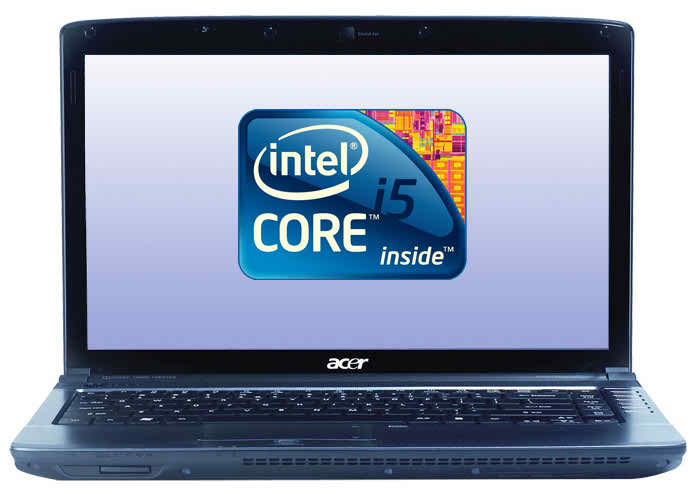 intel®
i5
CORE™
inside™
acer